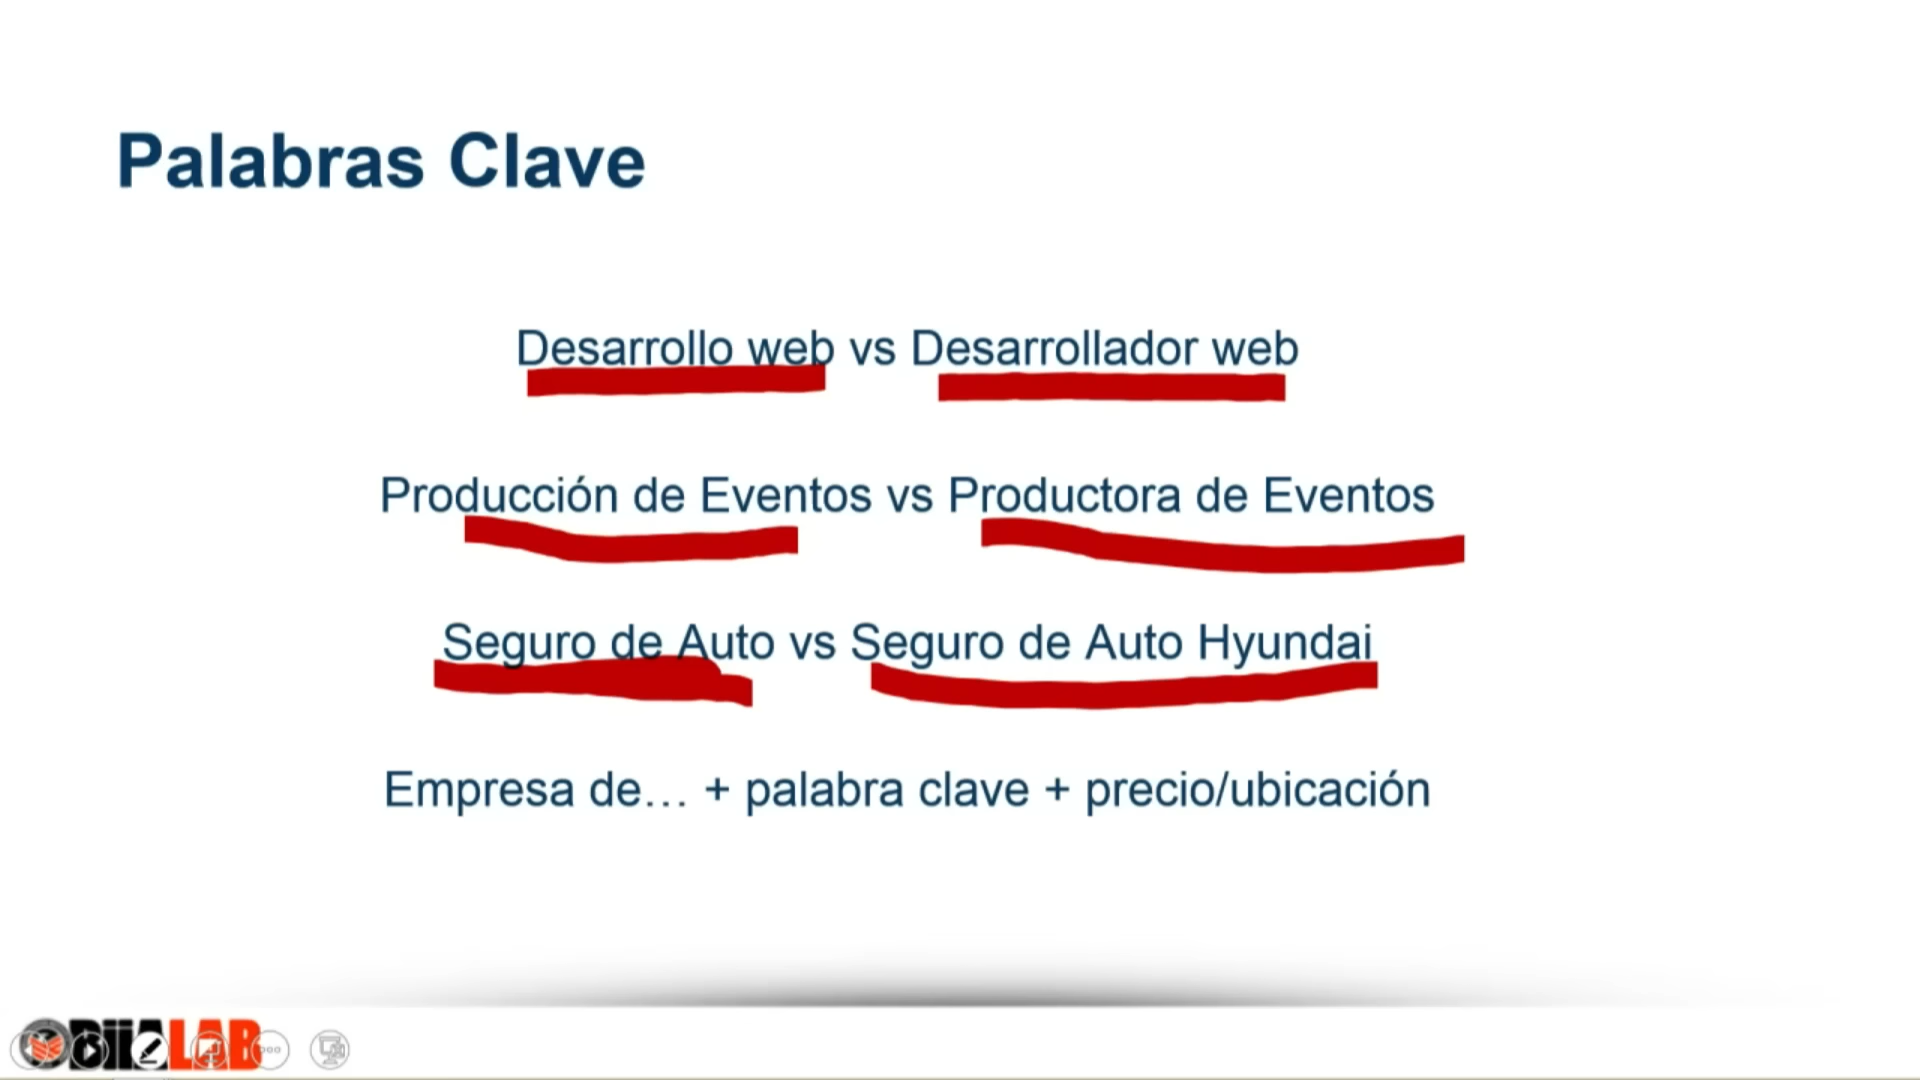 Palabras Clave
Desarrollo web vs Desarrollador web
Producción de Eventos vs Productora de Eventos
Seguro de Auto vs Seguro de Auto Hyundai
Empresa de… + palabra clave + precio/ubicación
BiiALAB